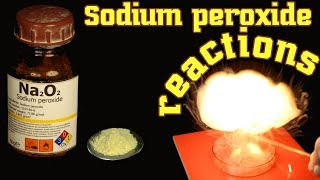 Sodium peroxide
reactions
Na₂O₂
Sodium peroxide